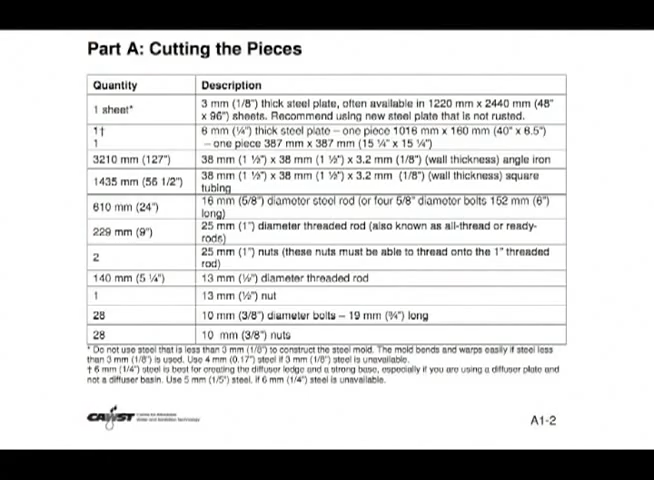 Part A: Cutting the Pieces
Quantity Description
1 sheet* 3 mm (1/8") thick steel plate, often available in 1220 mm x 2440 mm (48"
x 96") sheets. Recommend using new steel plate that is not rusted.
1† 6 mm (¼") thick steel plate – one piece 1016 mm x 160 mm (40" x 6.5")
1 – one piece 387 mm x 387 mm (15 ¼" x 15 ¼")
3210 mm (127") 38 mm (1 ½") x 38 mm (1 ½") x 3.2 mm (1/8") (wall thickness) angle iron
1435 mm (56 1/2") 38 mm (1 ½") x 38 mm (1 ½") x 3.2 mm (1/8") (wall thickness) square
tubing
610 mm (24") 16 mm (5/8") diameter steel rod (or four 5/8" diameter bolts 152 mm (6")
long)
229 mm (9") 25 mm (1") diameter threaded rod (also known as all-thread or ready-
rods)
2 25 mm (1") nuts (these nuts must be able to thread onto the 1" threaded
rod)
140 mm (5 ¼") 13 mm (½") diameter threaded rod
1 13 mm (½") nut
28 10 mm (3/8") diameter bolts – 19 mm (¾") long
28 10 mm (3/8") nuts
* Do not use steel that is less than 3 mm (1/8") to construct the steel mold. The mold bends and warps easily if steel less
than 3 mm (1/8") is used. Use 4 mm (0.17") steel if 3 mm (1/8") steel is unavailable.
† 6 mm (1/4") steel is best for creating the diffuser ledge and a strong base, especially if you are using a diffuser plate and
not a diffuser basin. Use 5 mm (1/5") steel, if 6 mm (1/4") steel is unavailable.
CAWST
A1-2